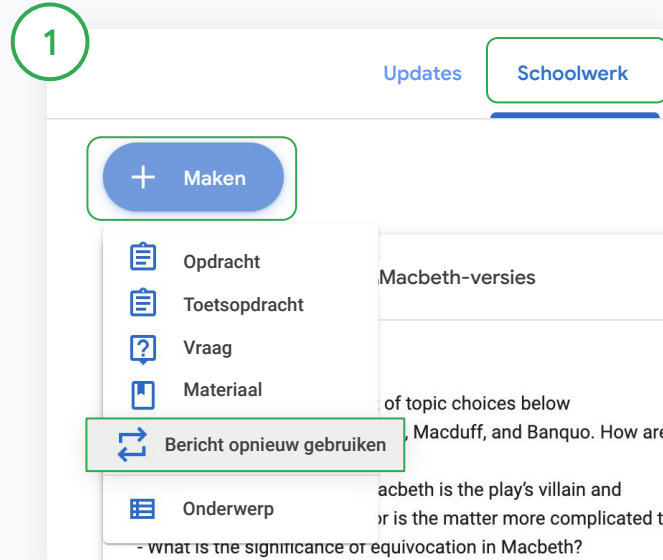 1
Updates
Schoolwerk
Maken
Opdracht
Toetsopdracht
Vraag
Materiaal
Bericht opnieuw gebruiken
Onderwerp
Macbeth-versies
of topic choices below
, Macduff, and Banquo. How are
acbeth is the play's villain and
or is the matter more complicated t
- What is the significance of equivocation in Macbeth?